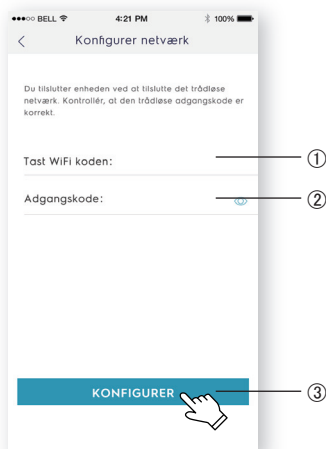 BELL 4:21 PM 100%
Konfigurer netværk
Du tilslutter enheden ved at tilslutte det trådløse
netværk. Kontrollér, at den trådløse adgangskode er
korrekt.
Tast WiFi koden: ①
Adgangskode: ②
KONFIGURER ③